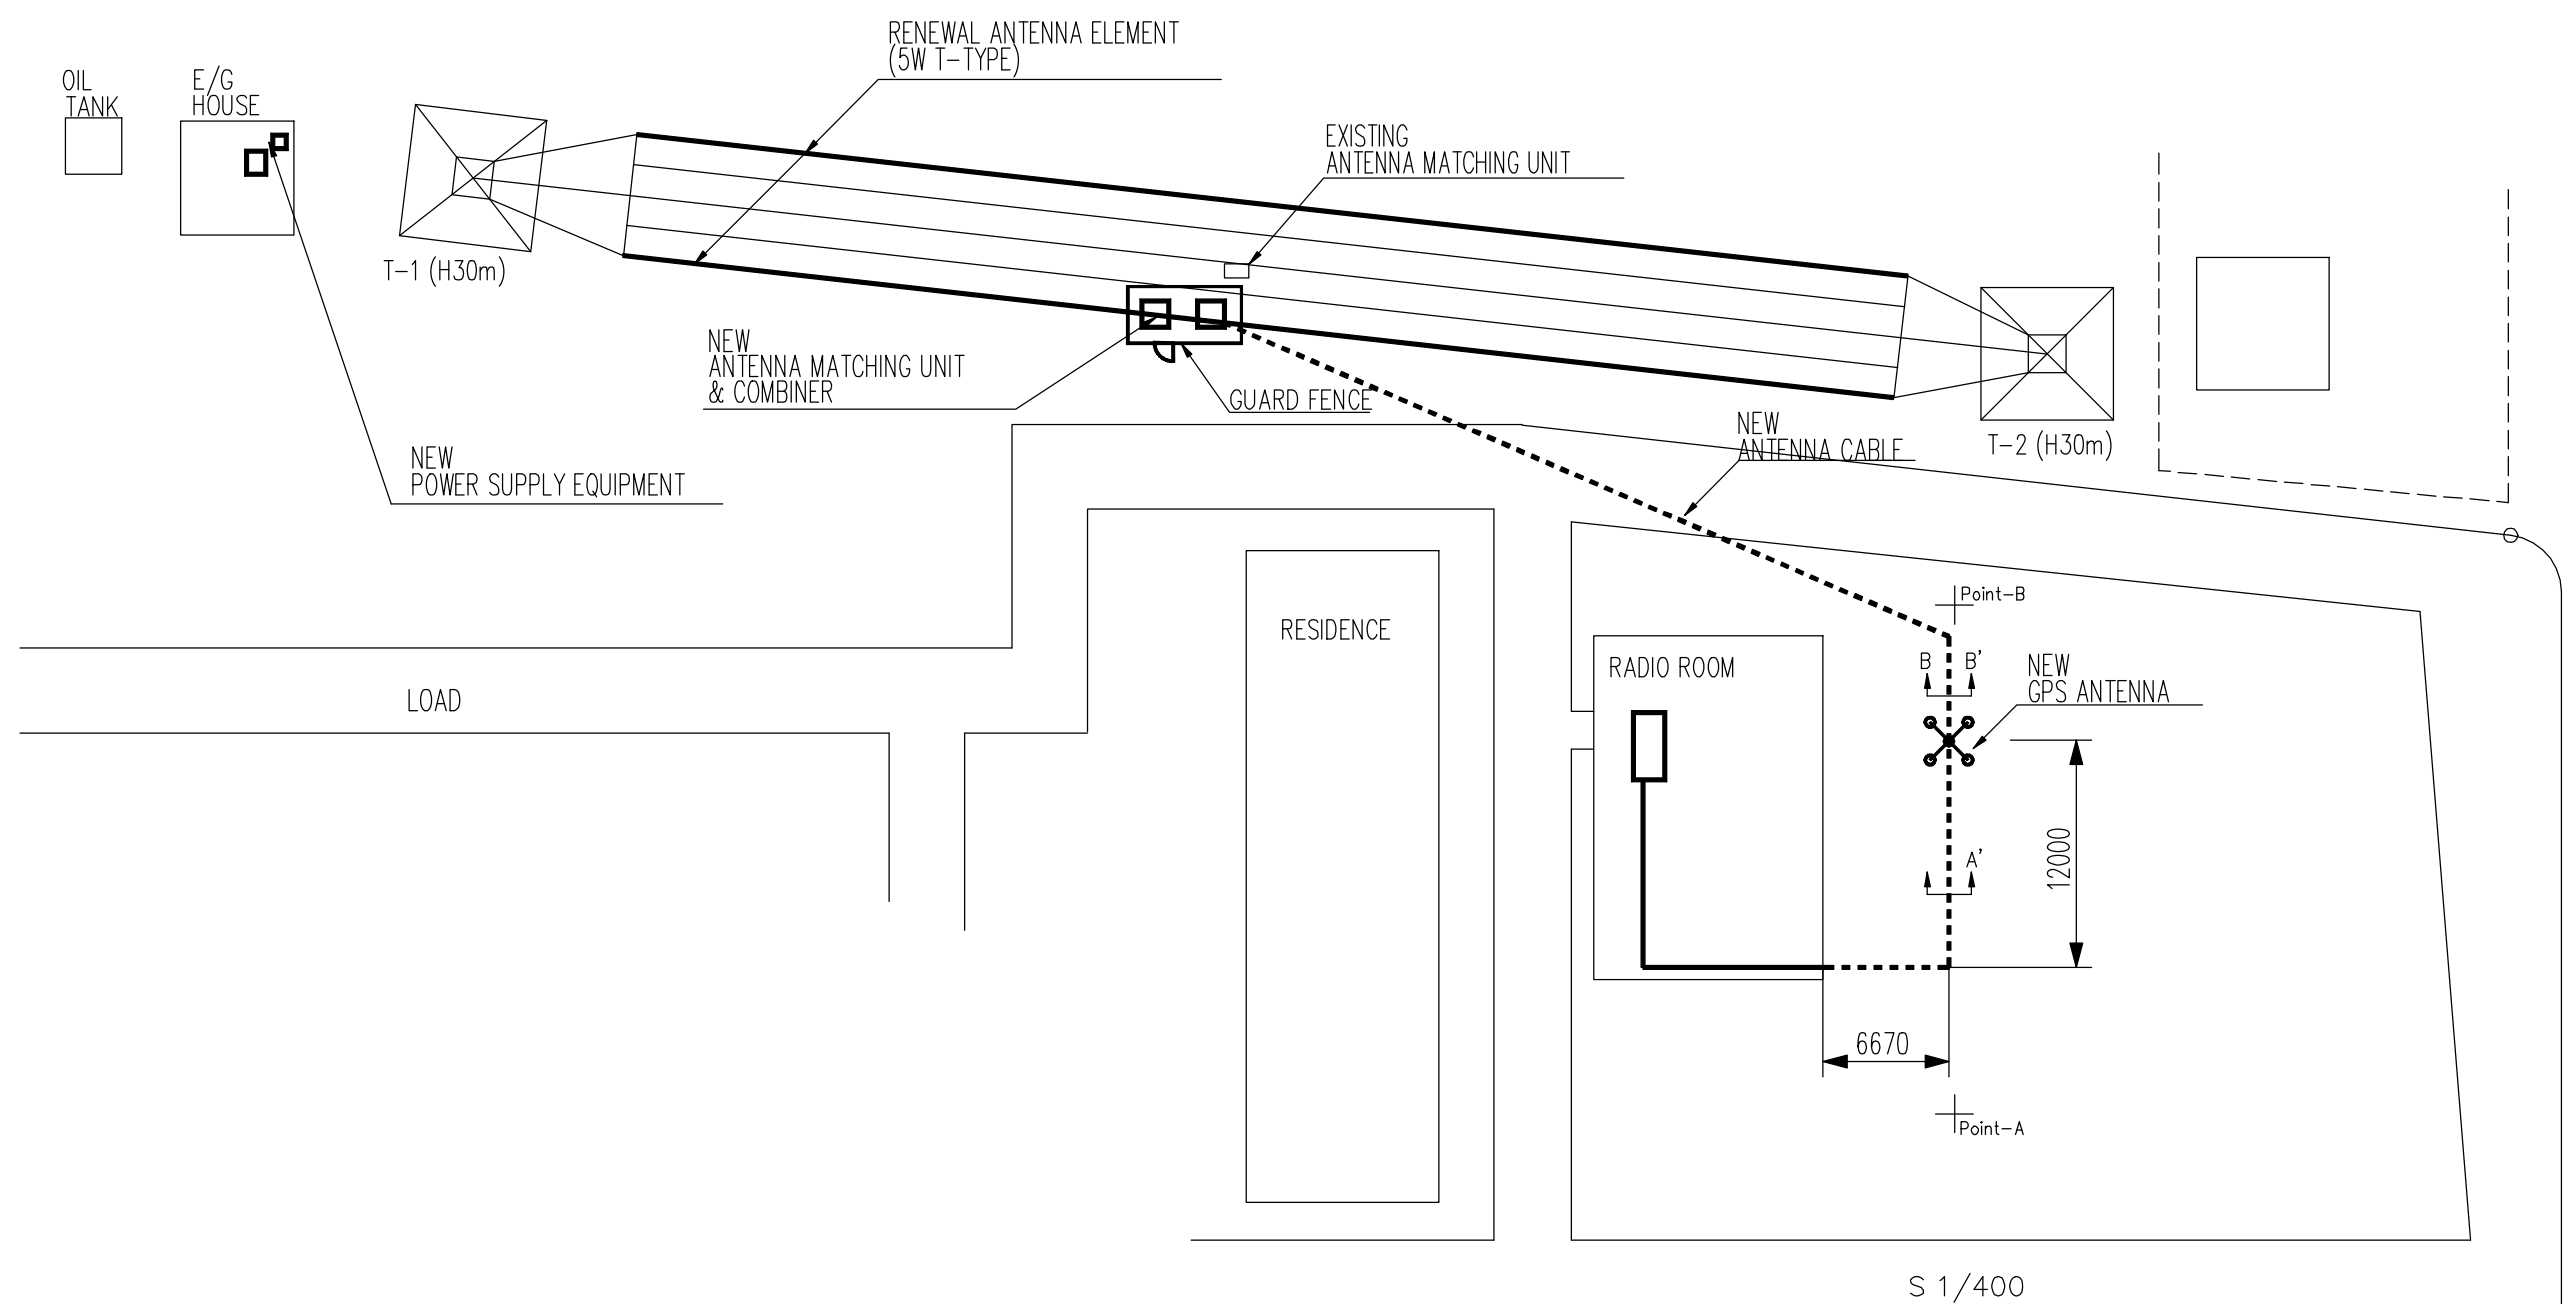 RENEWAL ANTENNA ELEMENT
(5W T-TYPE)
OIL
TANK
E/G
HOUSE
EXISTING
ANTENNA MATCHING UNIT
T-1 (H30m)
NEW
ANTENNA MATCHING UNIT
& COMBINER
GUARD FENCE
NEW
ANTENNA CABLE
T-2 (H30m)
NEW
POWER SUPPLY EQUIPMENT
Point-B
RESIDENCE
RADIO ROOM
B B'
NEW
GPS ANTENNA
LOAD
A'
12000
6670
Point-A
S 1/400